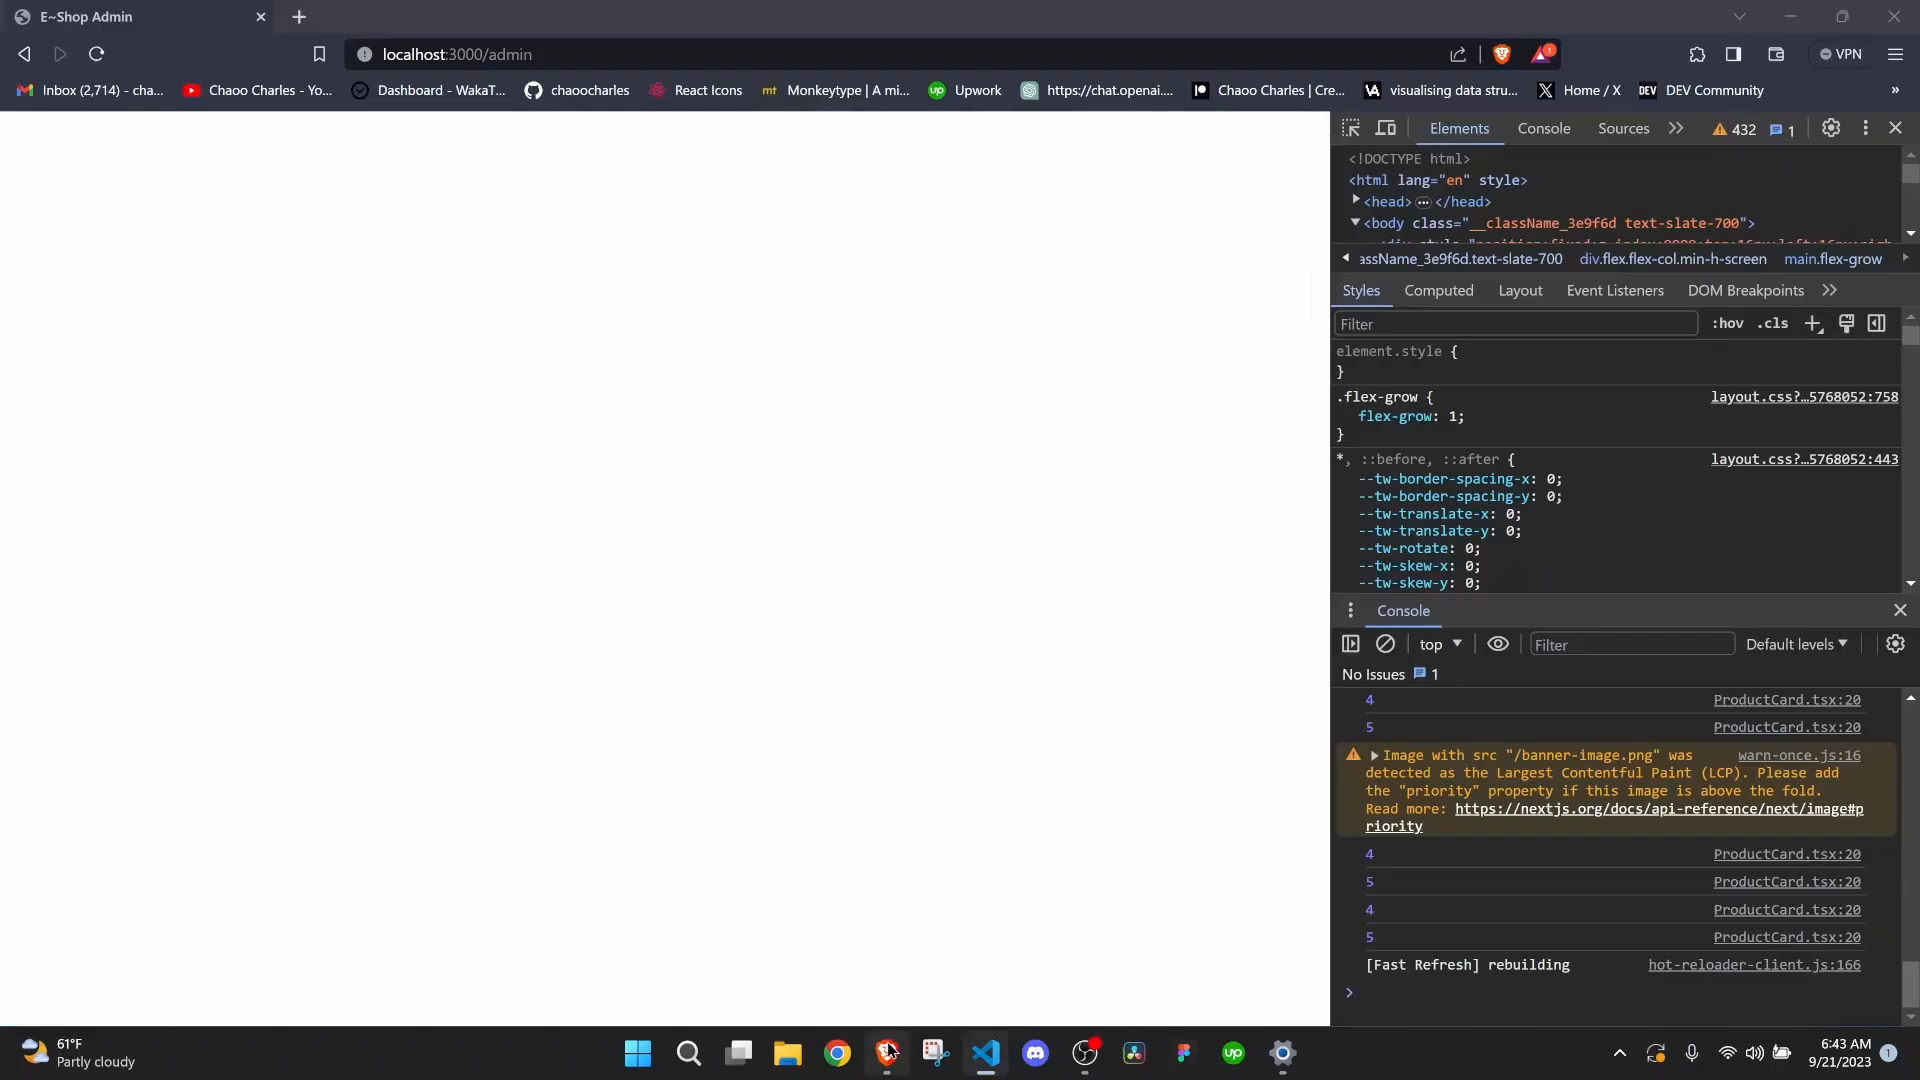 E~Shop Admin
localhost:3000/admin
1
VPN
Inbox (2,714) - cha...
Chaoo Charles - Yo...
Dashboard - WakaT...
chaoocharles
React Icons
mt Monkeytype | A mi...
up Upwork
https://chat.openai....
Chaoo Charles | Cre...
VA visualising data stru...
Home / X
DEV DEV Community
»
Elements
Console
Sources
432
1
<!DOCTYPE html>
<html lang="en" style>
<head> </head>
<body class="__className_3e9f6d text-slate-700">
assName_3e9f6d.text-slate-700 div.flex.flex-col.min-h-screen main.flex-grow
Styles Computed Layout Event Listeners DOM Breakpoints
Filter
:hov .cls
element.style {
}
.flex-grow { layout.css?…5768052:758
flex-grow: 1;
}
*, ::before, ::after { layout.css?…5768052:443
--tw-border-spacing-x: 0;
--tw-border-spacing-y: 0;
--tw-translate-x: 0;
--tw-translate-y: 0;
--tw-rotate: 0;
--tw-skew-x: 0;
--tw-skew-y: 0;
Console
top
Filter
Default levels
No Issues 1
4 ProductCard.tsx:20
5 ProductCard.tsx:20
Image with src "/banner-image.png" was warn-once.js:16
detected as the Largest Contentful Paint (LCP). Please add
the "priority" property if this image is above the fold.
Read more: https://nextjs.org/docs/api-reference/next/image#p
riority
4 ProductCard.tsx:20
5 ProductCard.tsx:20
4 ProductCard.tsx:20
5 ProductCard.tsx:20
[Fast Refresh] rebuilding hot-reloader-client.js:166
61°F
Partly cloudy
up
6:43 AM
9/21/2023
1